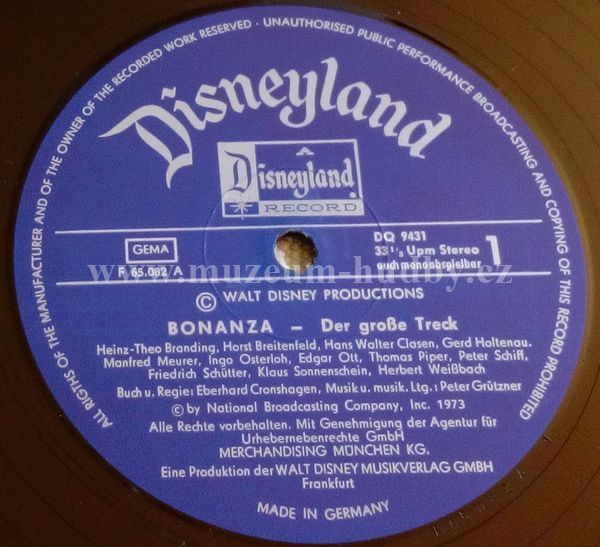 ALL RIGTHS OF THE MANUFACTURER AND OF THE OWNER OF THE RECORDED WORK RESERVED - UNAUTHORISED PUBLIC PERFORMANCE BROADCASTING AND COPYING OF THIS RECORD PROHIBITED
Disneyland
A
Disneyland
RECORD
GEMA
F 65.082/A
DQ 9431
33 1/3 Upm Stereo
auch mono abspielbar
1
www.muzeum-hudby.cz
© WALT DISNEY PRODUCTIONS
BONANZA – Der große Treck
Heinz-Theo Branding, Horst Breitenfeld, Hans Walter Clasen, Gerd Holtenau.
Manfred Meurer, Ingo Osterloh, Edgar Ott, Thomas Piper, Peter Schiff,
Friedrich Schütter, Klaus Sonnenschein, Herbert Weißbach
Buch u. Regie: Eberhard Cronshagen, Musik u. musik. Ltg.: Peter Grützner
© by National Broadcasting Company, Inc. 1973
Alle Rechte vorbehalten. Mit Genehmigung der Agentur für
Urhebernebenrechte GmbH
MERCHANDISING MÜNCHEN KG.
Eine Produktion der WALT DISNEY MUSIKVERLAG GMBH
Frankfurt
MADE IN GERMANY